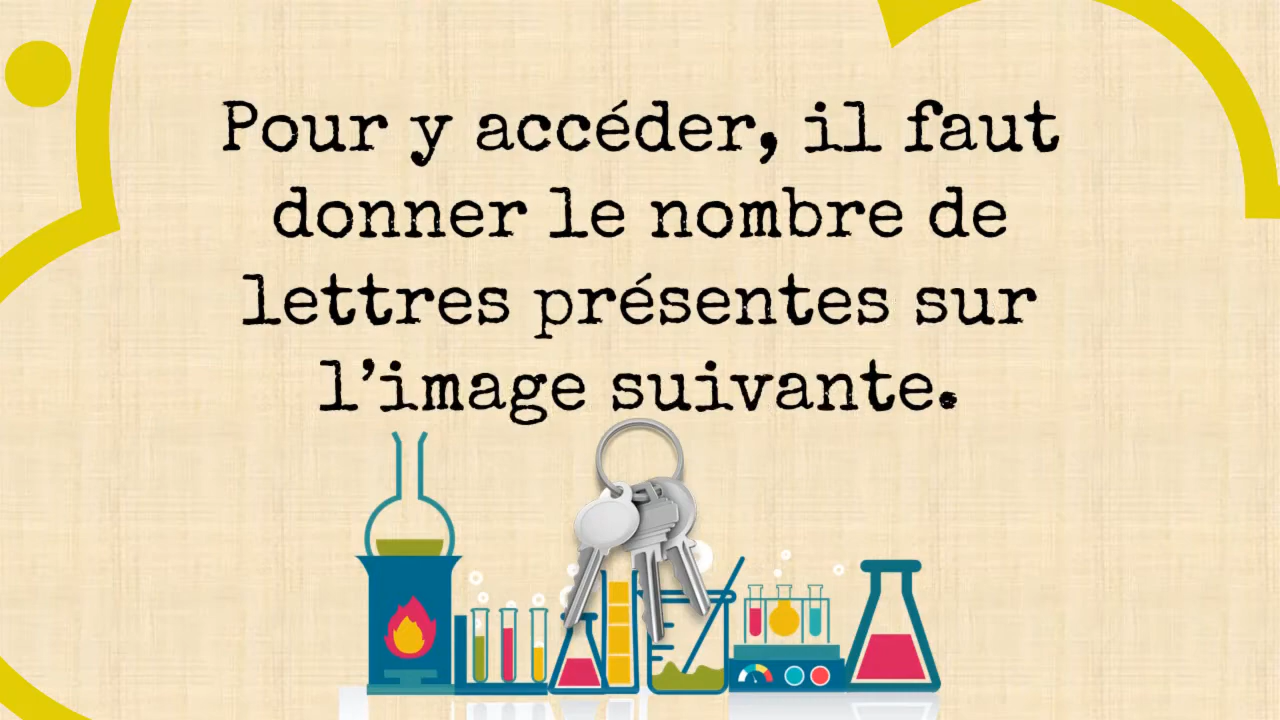 Pour y accéder, il faut
donner le nombre de
lettres présentes sur
l’image suivante.